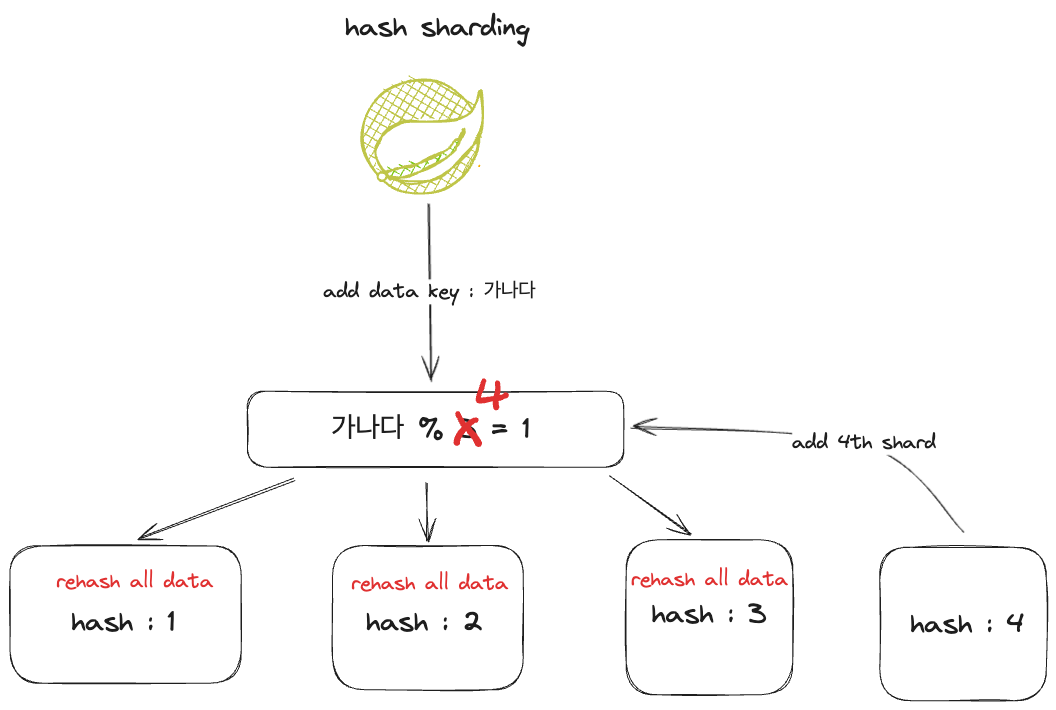 hash sharding
add data key : 가나다
4
가나다 % = 1
add 4th shard
rehash all data
hash : 1
rehash all data
hash : 2
rehash all data
hash : 3
hash : 4